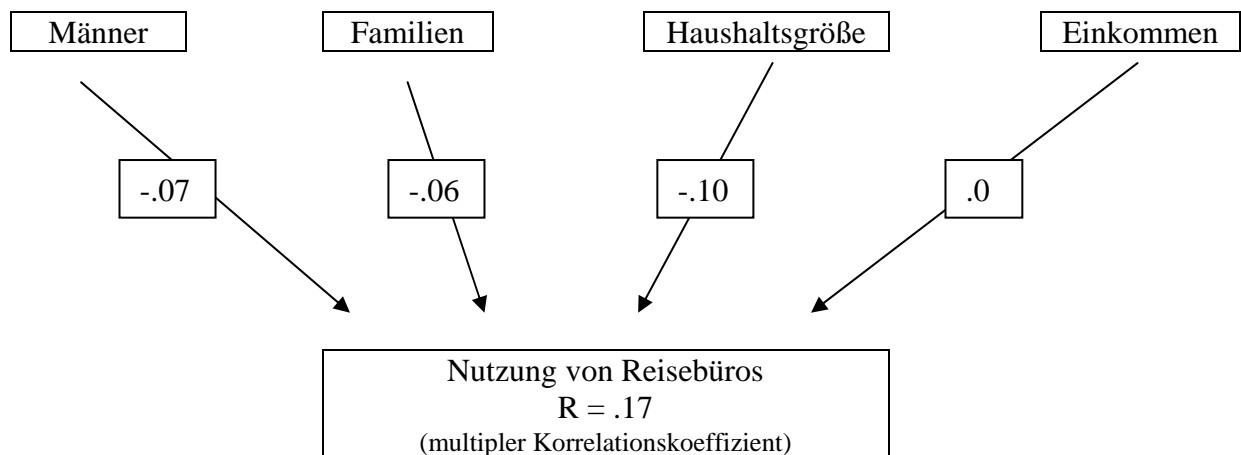 Männer
Familien
Haushaltsgröße
Einkommen
-.07
-.06
-.10
.0
Nutzung von Reisebüros
R = .17
(multipler Korrelationskoeffizient)